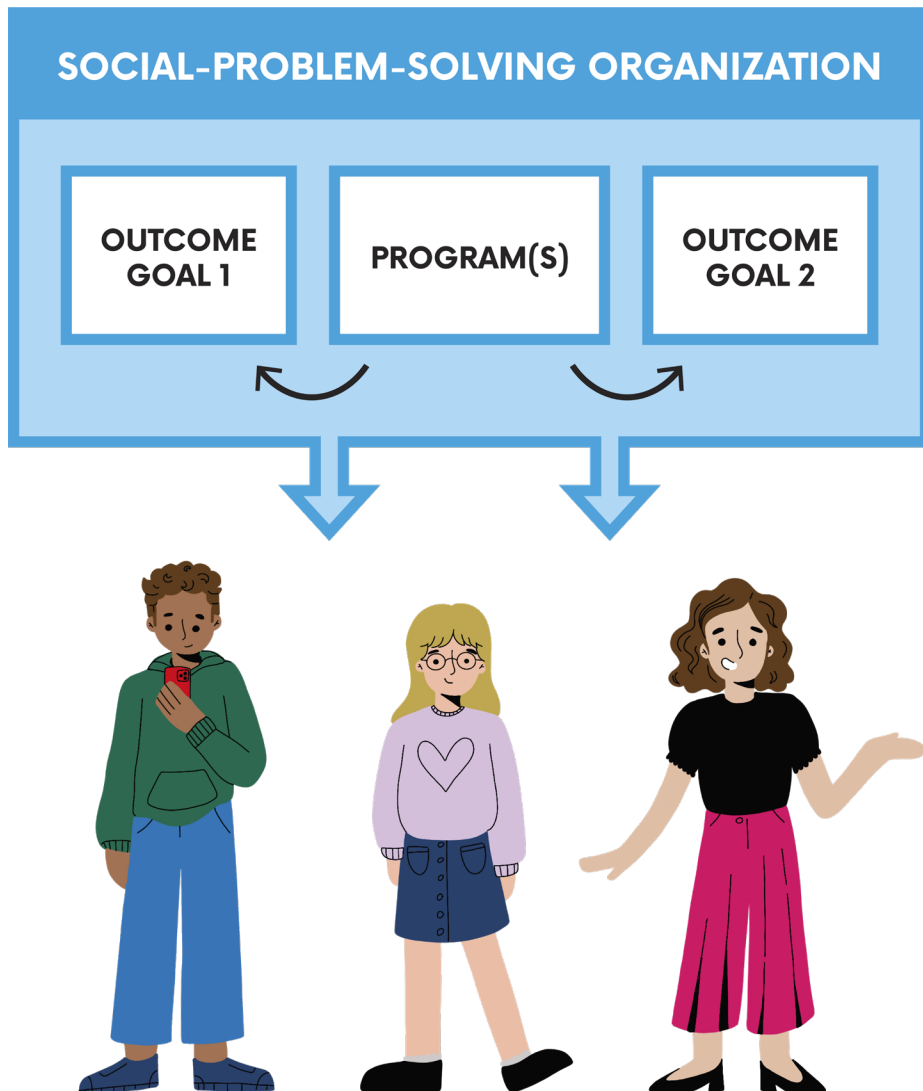 SOCIAL-PROBLEM-SOLVING ORGANIZATION
OUTCOME
GOAL 1
PROGRAM(S)
OUTCOME
GOAL 2